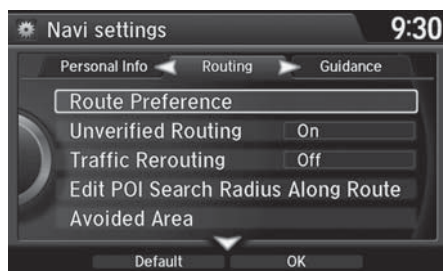 Navi settings 9:30
Personal Info Routing Guidance
Route Preference
Unverified Routing On
Traffic Rerouting Off
Edit POI Search Radius Along Route
Avoided Area
Default OK